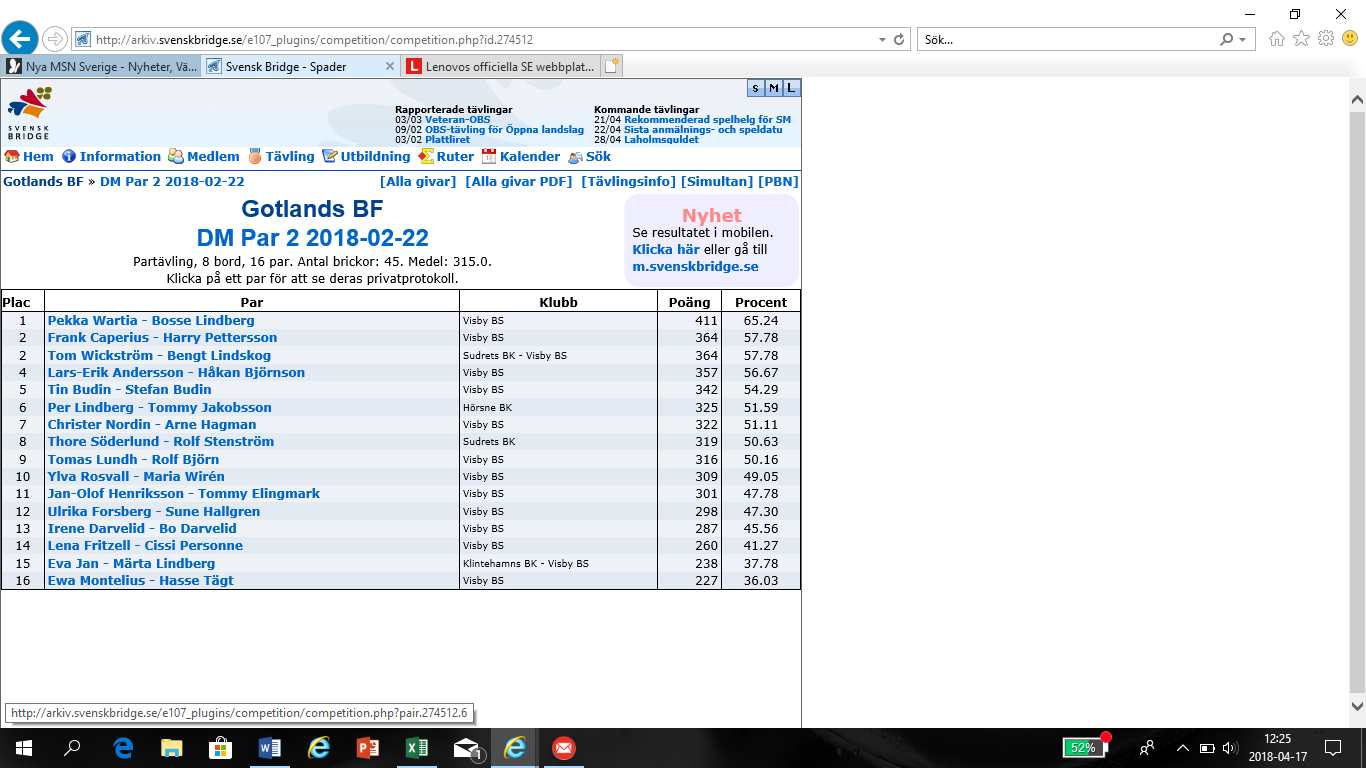 http://arkiv.svenskbridge.se/e107_plugins/competition/competition.php?id.274512
Sök...
Nya MSN Sverige - Nyheter, Vä...
Svensk Bridge - Spader
Lenovos officiella SE webbplat...
S M L
SVENSK
BRIDGE
Rapporterade tävlingar
03/03 Veteran-OBS
09/02 OBS-tävling för Öppna landslag
03/02 Plattliret
Kommande tävlingar
21/04 Rekommenderad spelhelg för SM
22/04 Sista anmälnings- och speldatu
28/04 Laholmsguldet
Hem Information Medlem Tävling Utbildning Ruter Kalender Sök
Gotlands BF » DM Par 2 2018-02-22 [Alla givar] [Alla givar PDF] [Tävlingsinfo] [Simultan] [PBN]
Gotlands BF
DM Par 2 2018-02-22
Partävling, 8 bord, 16 par. Antal brickor: 45. Medel: 315.0.
Klicka på ett par för att se deras privatprotokoll.
Nyhet
Se resultatet i mobilen.
Klicka här eller gå till
m.svenskbridge.se
Plac Par Klubb Poäng Procent
1 Pekka Wartia - Bosse Lindberg Visby BS 411 65.24
2 Frank Caperius - Harry Pettersson Visby BS 364 57.78
2 Tom Wickström - Bengt Lindskog Sudrets BK - Visby BS 364 57.78
4 Lars-Erik Andersson - Håkan Björnson Visby BS 357 56.67
5 Tin Budin - Stefan Budin Visby BS 342 54.29
6 Per Lindberg - Tommy Jakobsson Hörsne BK 325 51.59
7 Christer Nordin - Arne Hagman Visby BS 322 51.11
8 Thore Söderlund - Rolf Stenström Sudrets BK 319 50.63
9 Tomas Lundh - Rolf Björn Visby BS 316 50.16
10 Ylva Rosvall - Maria Wirén Visby BS 309 49.05
11 Jan-Olof Henriksson - Tommy Elingmark Visby BS 301 47.78
12 Ulrika Forsberg - Sune Hallgren Visby BS 298 47.30
13 Irene Darvelid - Bo Darvelid Visby BS 287 45.56
14 Lena Fritzell - Cissi Personne Visby BS 260 41.27
15 Eva Jan - Märta Lindberg Klintehamns BK - Visby BS 238 37.78
16 Ewa Montelius - Hasse Tägt Visby BS 227 36.03
http://arkiv.svenskbridge.se/e107_plugins/competition/competition.php?pair.274512.6
1
52%
12:25
2018-04-17